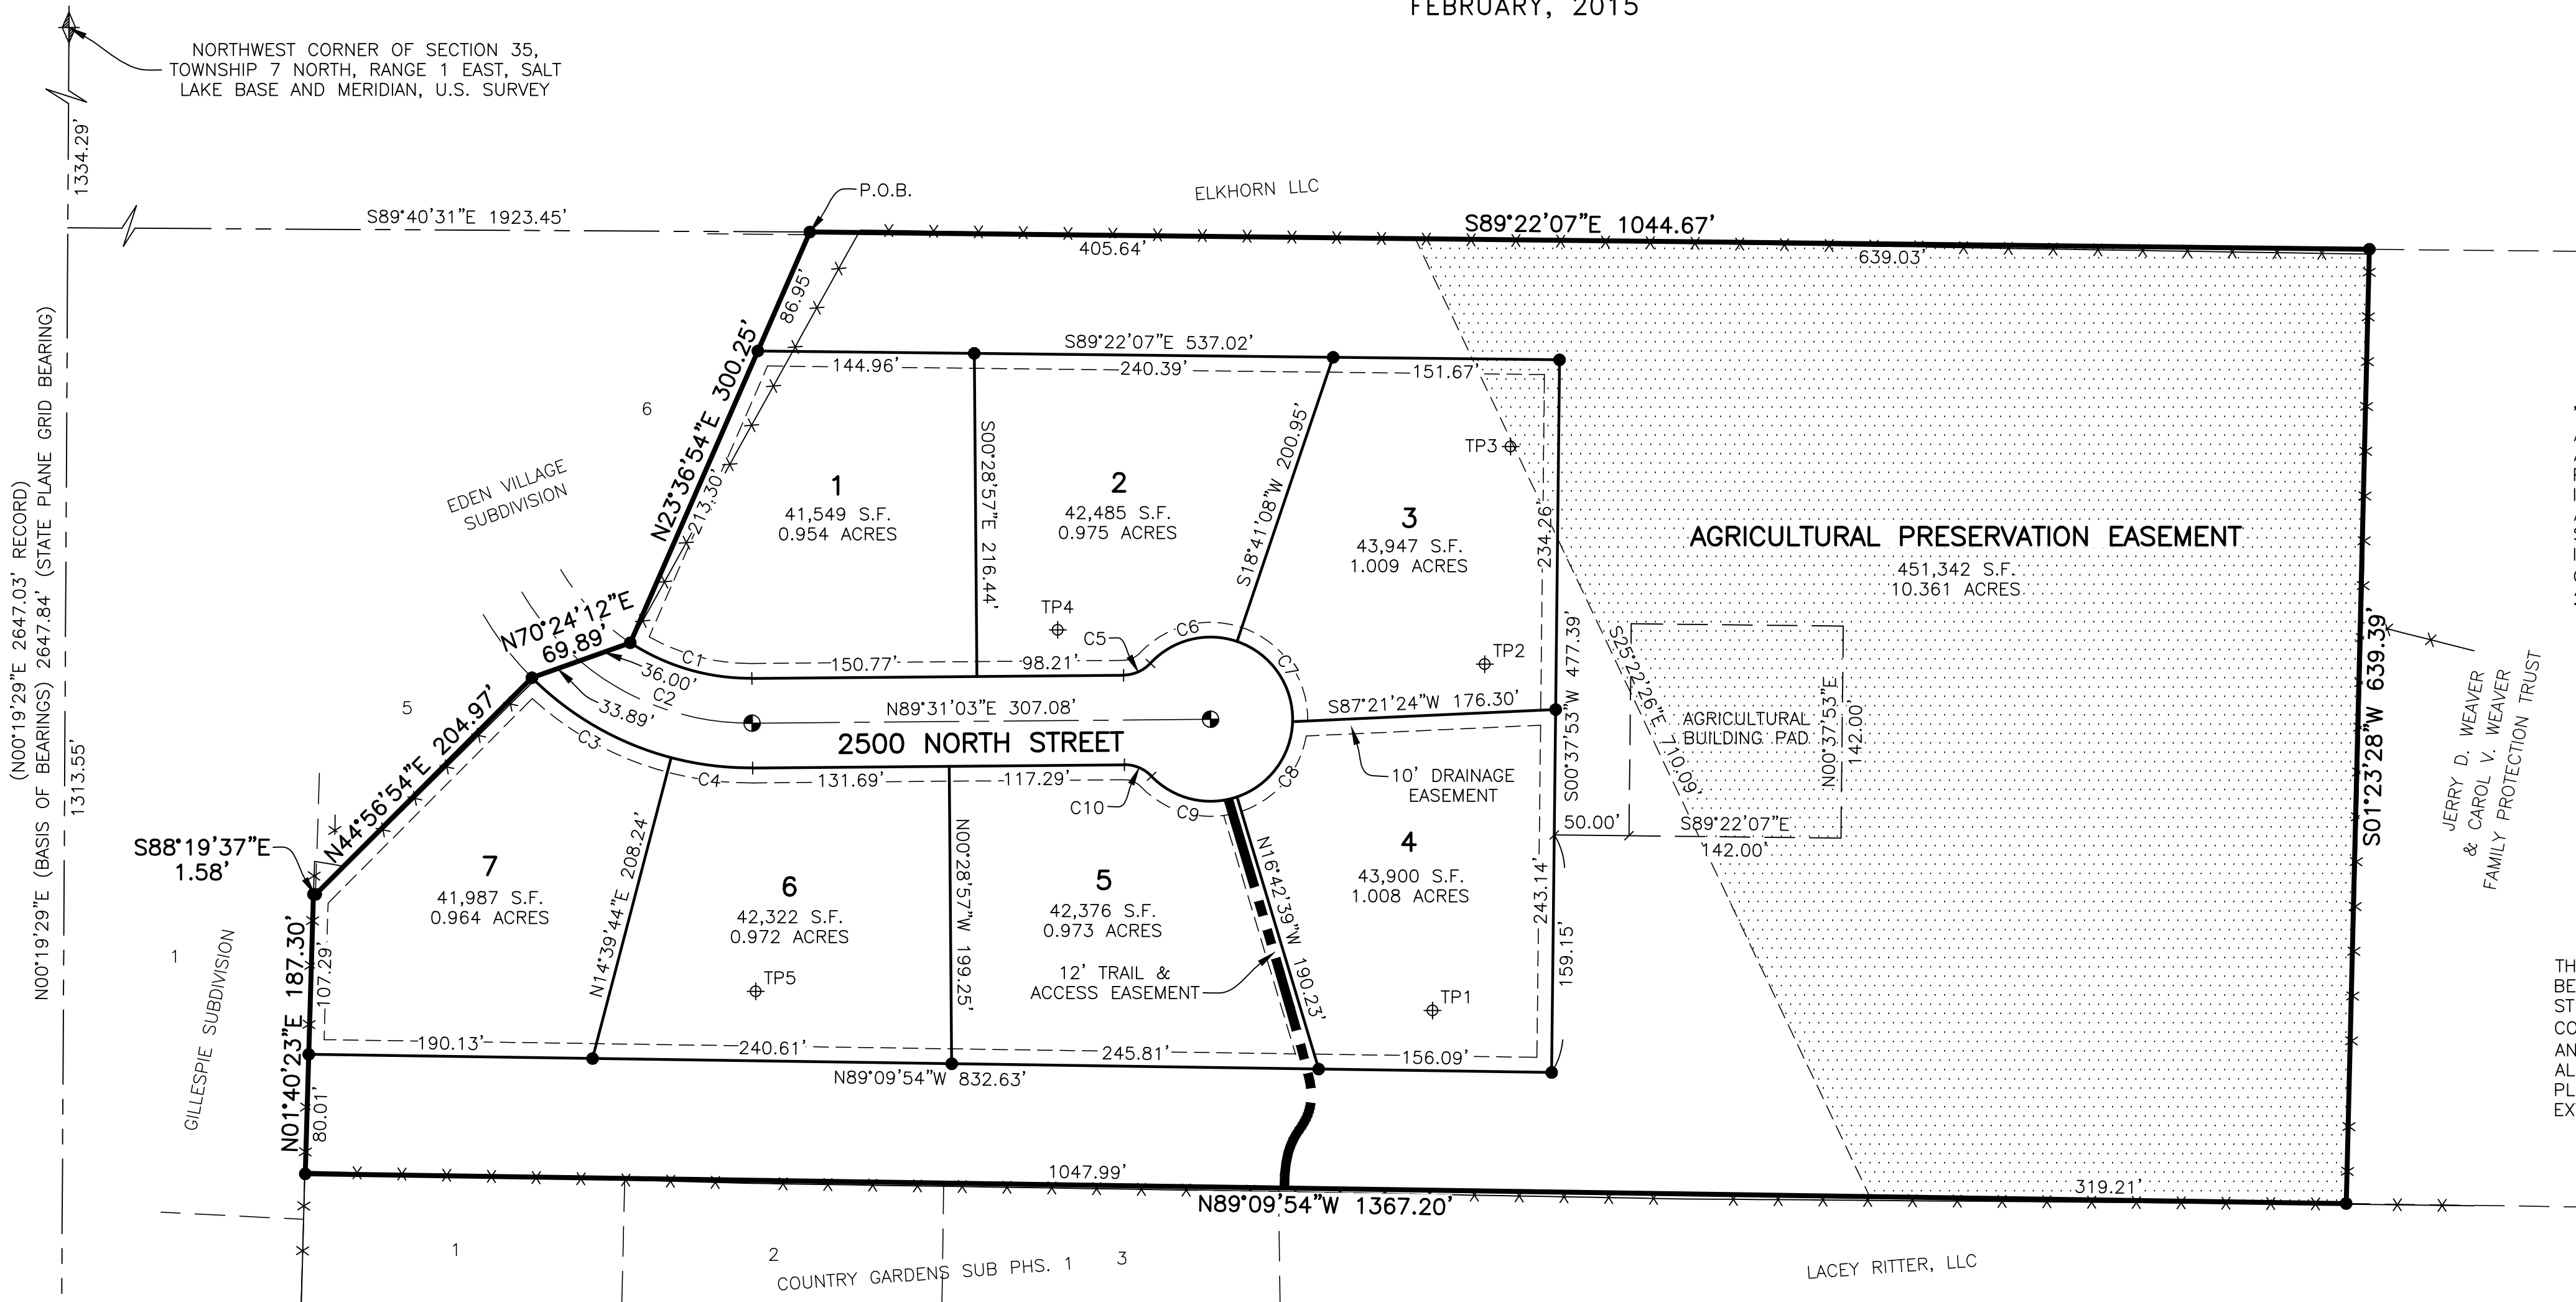 FEBRUARY, 2015
NORTHWEST CORNER OF SECTION 35,
TOWNSHIP 7 NORTH, RANGE 1 EAST, SALT
LAKE BASE AND MERIDIAN, U.S. SURVEY
1334.29'
P.O.B.
ELKHORN LLC
S89°40'31"E 1923.45'
S89°22'07"E 1044.67'
405.64'
639.03'
86.95'
N23°36'54"E 300.25'
213.30'
S89°22'07"E 537.02'
144.96'
240.39'
151.67'
6
EDEN VILLAGE
SUBDIVISION
1
41,549 S.F.
0.954 ACRES
S00°28'57"E 216.44'
2
42,485 S.F.
0.975 ACRES
S18°41'08"W 200.95'
3
43,947 S.F.
1.009 ACRES
TP3
234.26'
AGRICULTURAL PRESERVATION EASEMENT
451,342 S.F.
10.361 ACRES
(N00°19'29"E 2647.03' RECORD)
N00°19'29"E (BASIS OF BEARINGS) 2647.84' (STATE PLANE GRID BEARING)
1313.55'
N70°24'12"E
69.89'
36.00'
33.89'
C1
C2
C3
C4
150.77'
98.21'
TP4
C5
C6
C7
TP2
N89°31'03"E 307.08'
2500 NORTH STREET
S87°21'24"W 176.30'
S00°37'53"W 477.39'
S25°22'26"E 710.09'
AGRICULTURAL
BUILDING PAD
N00°37'53"E
142.00'
S89°22'07"E
142.00'
50.00'
S01°23'28"W 639.39'
JERRY D. WEAVER
& CAROL V. WEAVER
FAMILY PROTECTION TRUST
5
N44°56'54"E 204.97'
131.69'
117.29'
C10
C9
C8
10' DRAINAGE
EASEMENT
S88°19'37"E
1.58'
7
41,987 S.F.
0.964 ACRES
N14°39'44"E 208.24'
6
42,322 S.F.
0.972 ACRES
TP5
N00°28'57"W 199.25'
5
42,376 S.F.
0.973 ACRES
12' TRAIL &
ACCESS EASEMENT
N16°42'39"W 190.23'
4
43,900 S.F.
1.008 ACRES
TP1
243.14'
159.15'
1
GILLESPIE SUBDIVISION
N01°40'23"E 187.30'
107.29'
80.01'
190.13'
240.61'
245.81'
156.09'
N89°09'54"W 832.63'
1047.99'
N89°09'54"W 1367.20'
319.21'
1
2
3
COUNTRY GARDENS SUB PHS. 1
LACEY RITTER, LLC
TH
BE
ST
CO
AN
AL
PL
EX